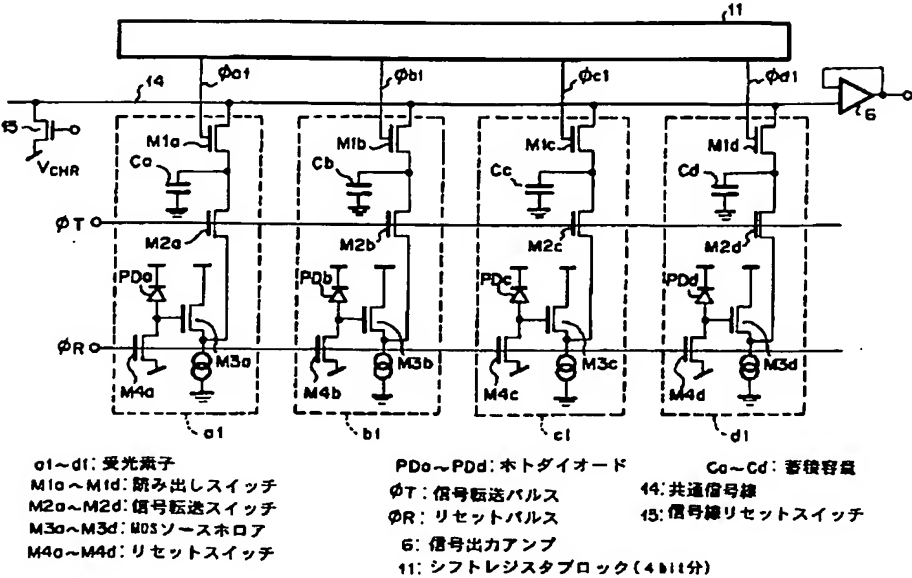 11
φa1 φb1 φc1 φd1
14
15
6
VCHR
M1a M1b M1c M1d
Ca Cb Cc Cd
φT
M2a M2b M2c M2d
PDa PDb PDc PDd
φR
M3a M3b M3c M3d
M4a M4b M4c M4d
a1 b1 c1 d1
a1~d1: 受光素子
M1a~M1d: 読み出しスイッチ
M2a~M2d: 信号転送スイッチ
M3a~M3d: MOSソースホロア
M4a~M4d: リセットスイッチ
PDa~PDd: ホトダイオード
φT: 信号転送パルス
φR: リセットパルス
6: 信号出力アンプ
11: シフトレジスタブロック(4bit分)
Ca~Cd: 蓄積容量
14: 共通信号線
15: 信号線リセットスイッチ